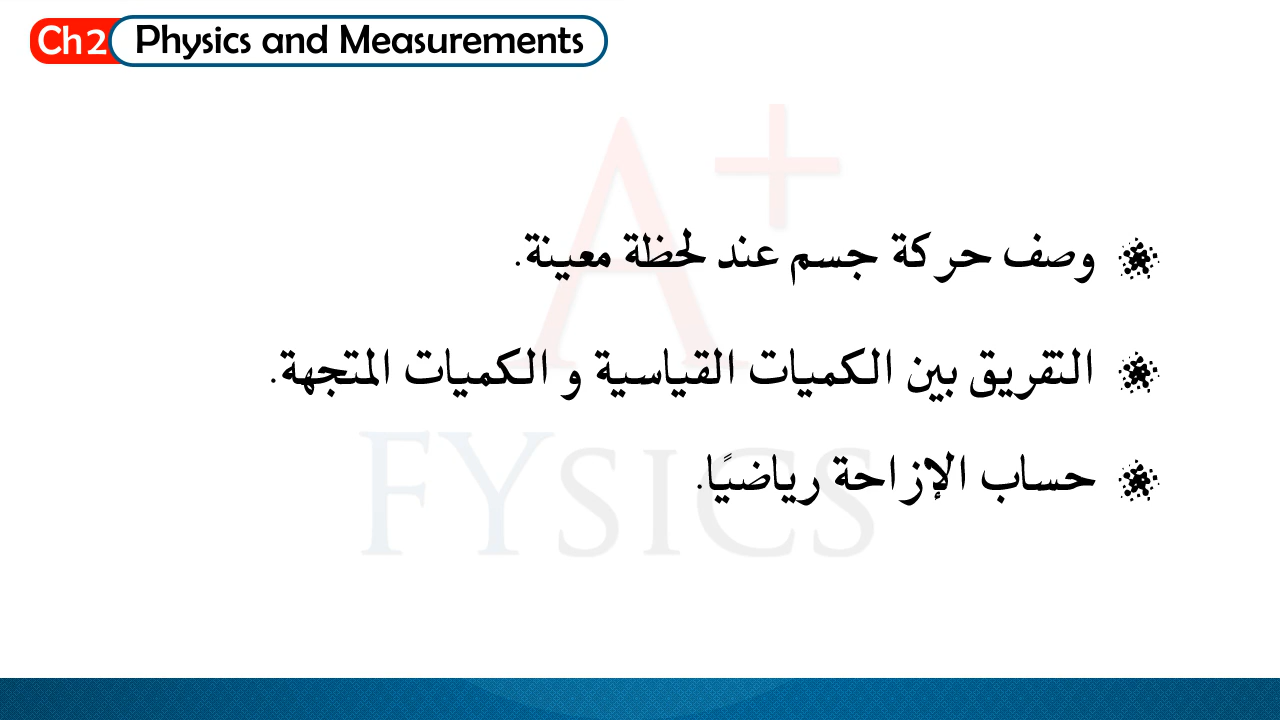 Ch2 Physics and Measurements
وصف حركة جسم عند لحظة معينة.
التفريق بين الكميات القياسية و الكميات المتجهة.
حساب الإزاحة رياضيًا.
A+
FYSICS